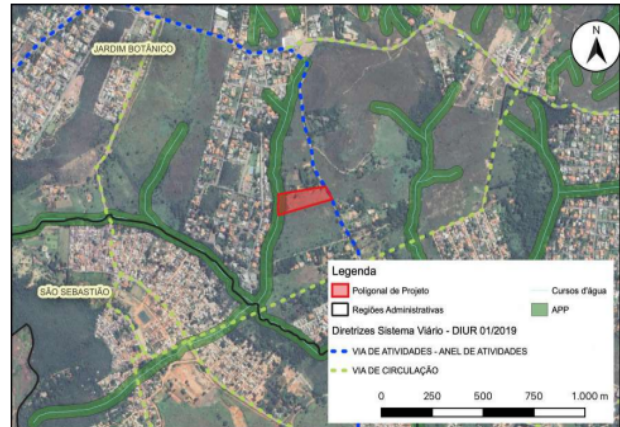 N
JARDIM BOTÂNICO
SÃO SEBASTIÃO
Legenda
Poligonal de Projeto
Cursos d'água
Regiões Administrativas
APP
Diretrizes Sistema Viário - DIUR 01/2019
VIA DE ATIVIDADES - ANEL DE ATIVIDADES
VIA DE CIRCULAÇÃO
0 250 500 750 1.000 m